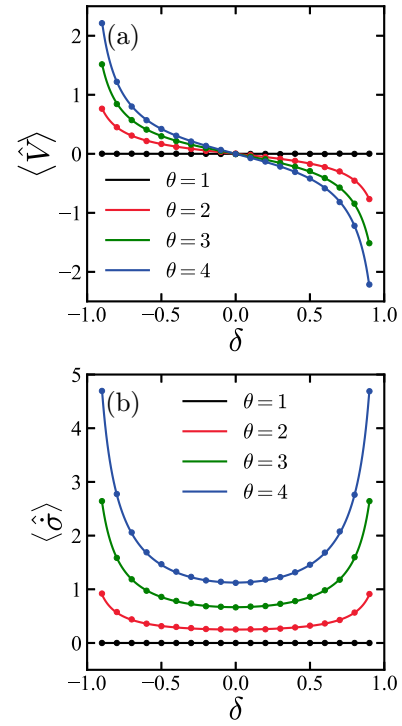 (a)
2
1
0
−1
−2
⟨V̂⟩
θ = 1
θ = 2
θ = 3
θ = 4
−1.0 −0.5 0.0 0.5 1.0
δ
(b)
5
4
3
2
1
0
⟨σ̇̂⟩
θ = 1
θ = 2
θ = 3
θ = 4
−1.0 −0.5 0.0 0.5 1.0
δ